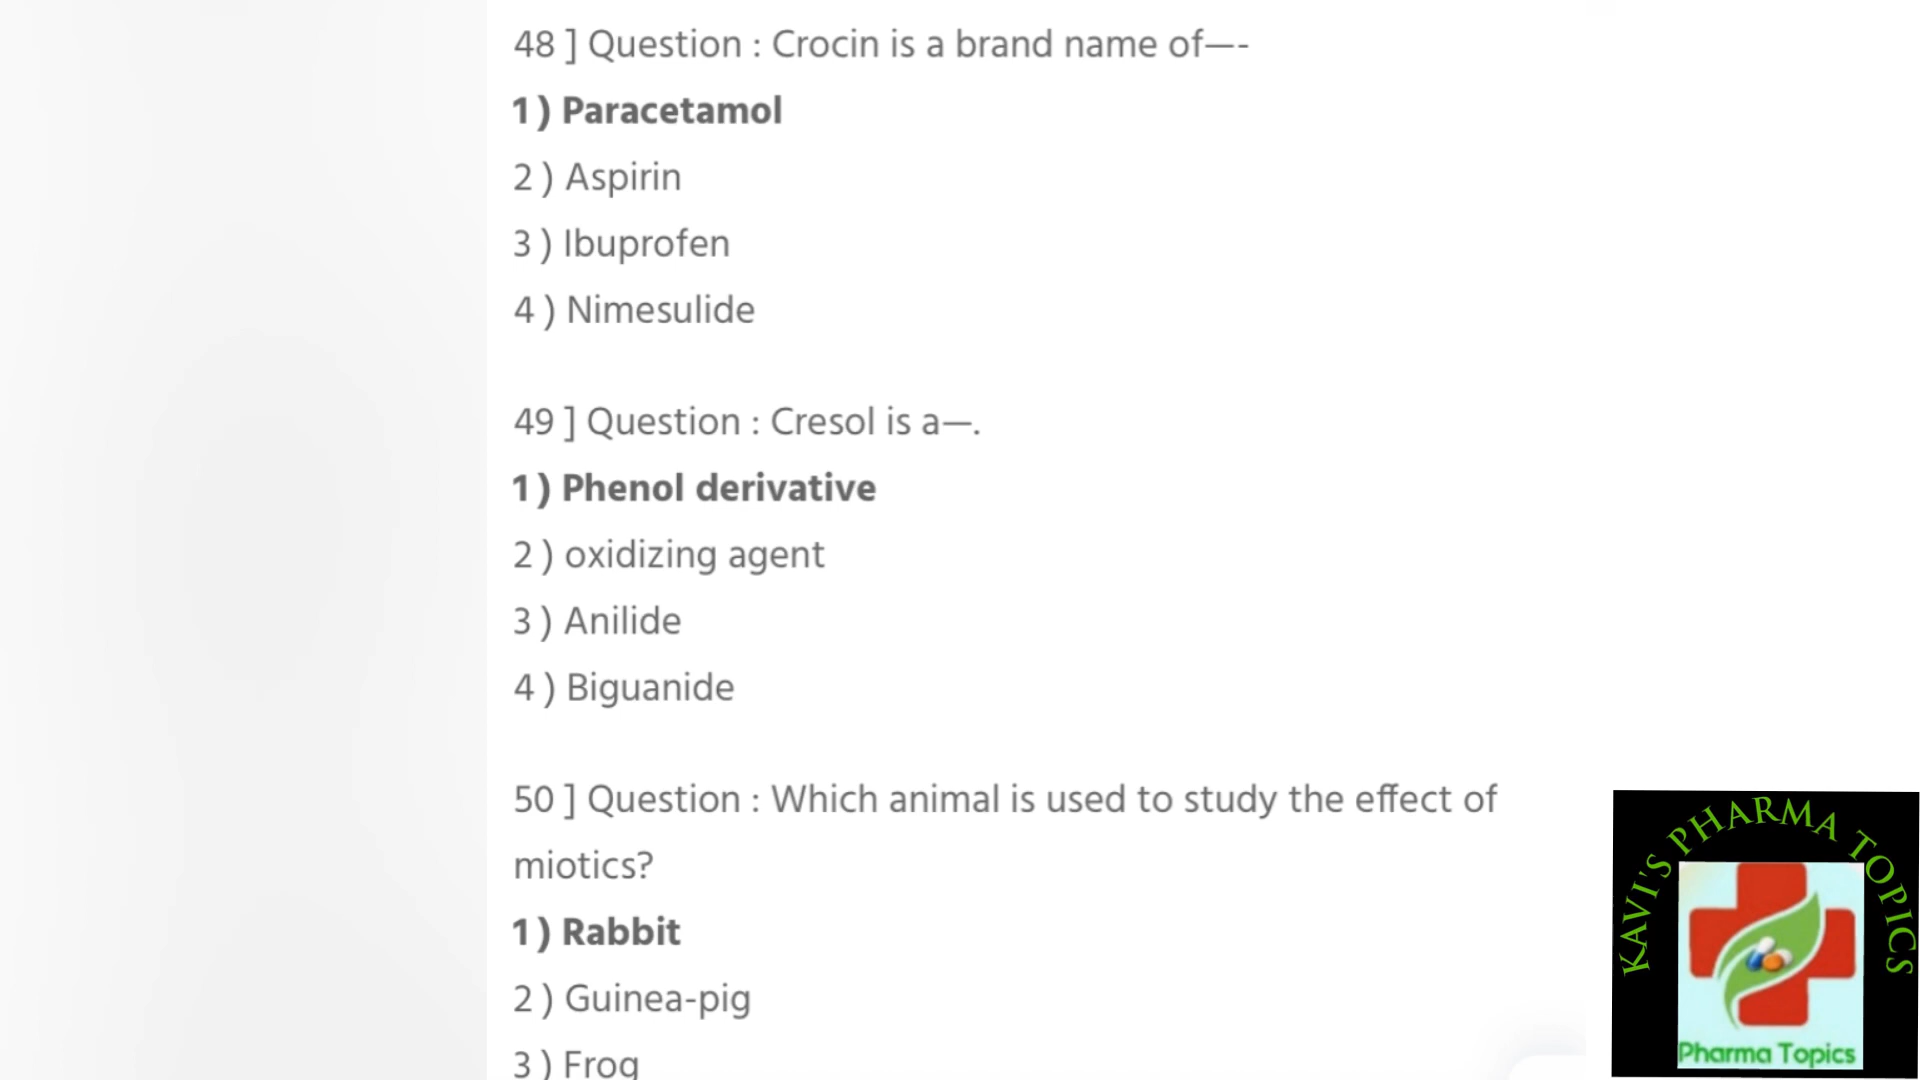 48 ] Question : Crocin is a brand name of—-
1 ) Paracetamol
2 ) Aspirin
3 ) Ibuprofen
4 ) Nimesulide
49 ] Question : Cresol is a—.
1 ) Phenol derivative
2 ) oxidizing agent
3 ) Anilide
4 ) Biguanide
50 ] Question : Which animal is used to study the effect of
miotics?
1 ) Rabbit
2 ) Guinea-pig
3 ) Frog
KAVI'S PHARMA TOPICS
Pharma Topics